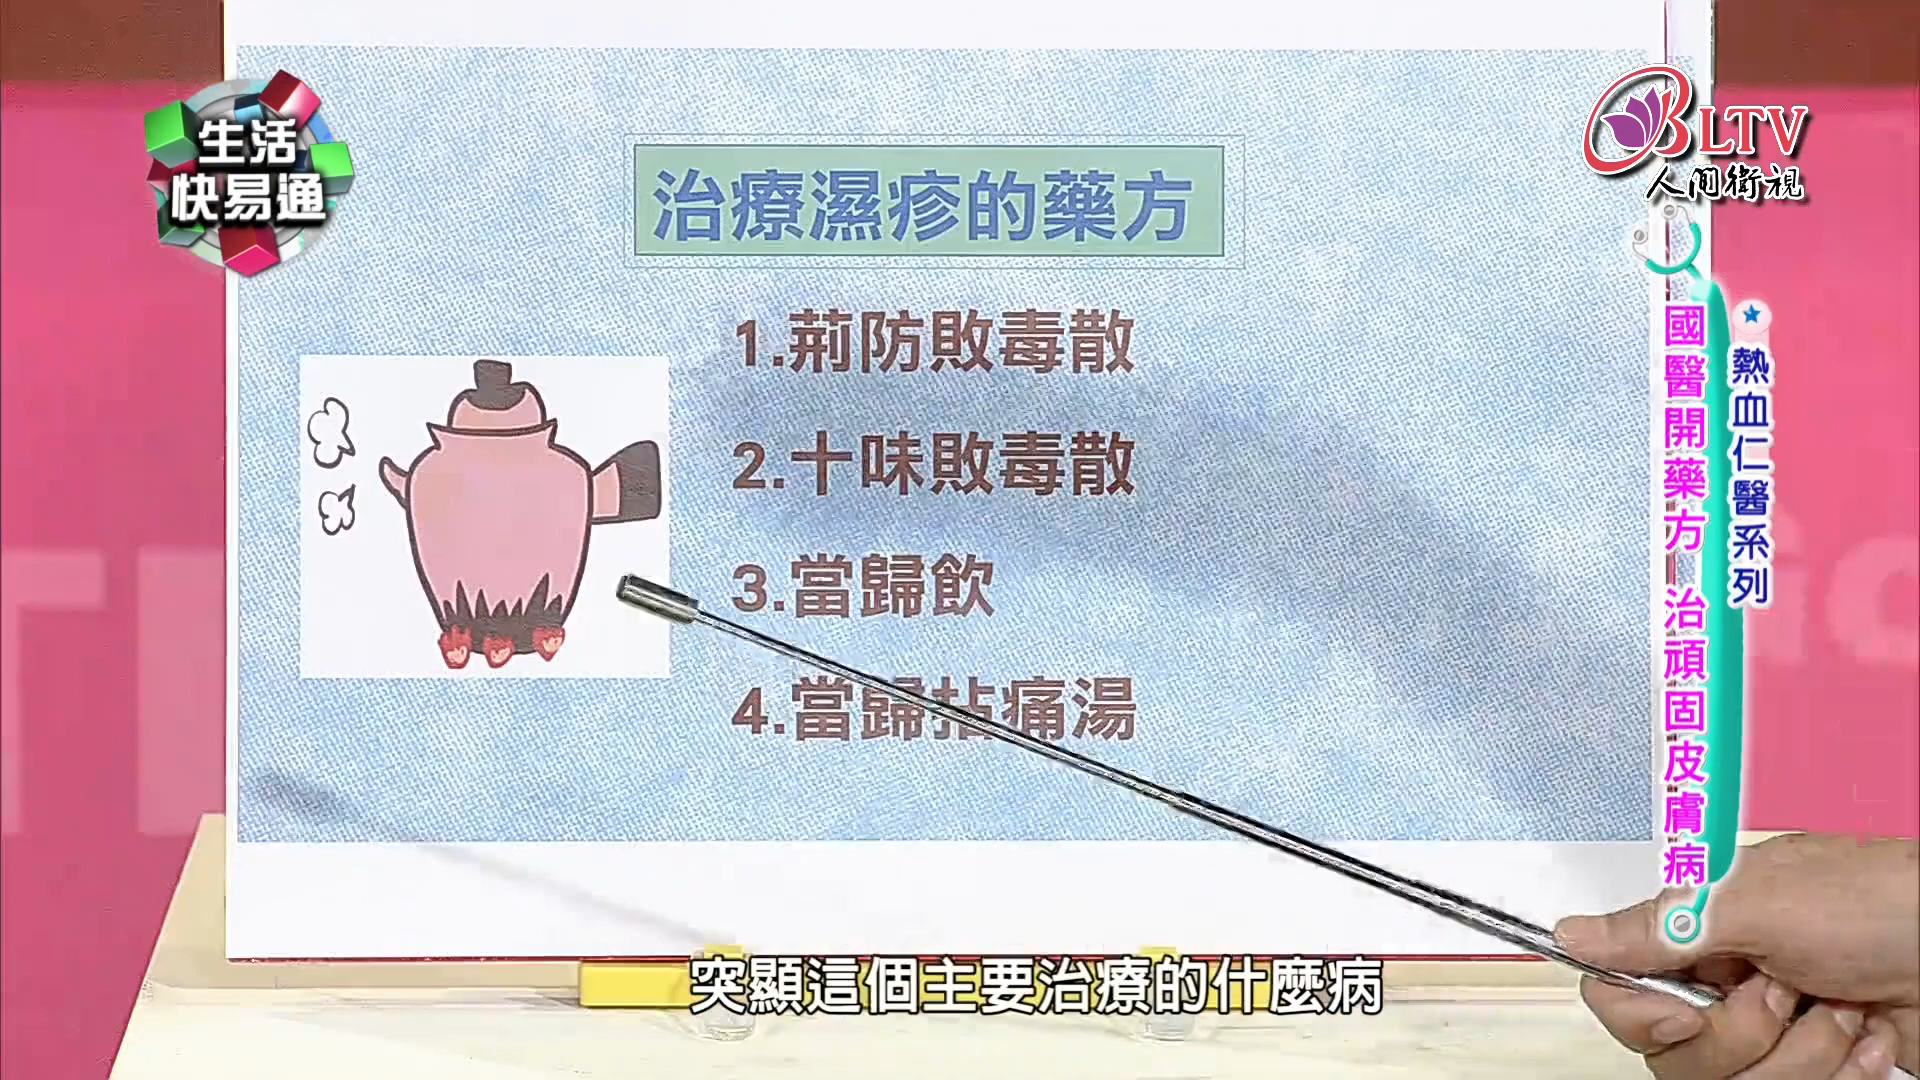 生活
快易通
BLTV
人間衛視
治療濕疹的藥方
1.荊防敗毒散
2.十味敗毒散
3.當歸飲
4.當歸拈痛湯
熱血仁醫系列
國醫開藥方 治頑固皮膚病
突顯這個主要治療的什麼病